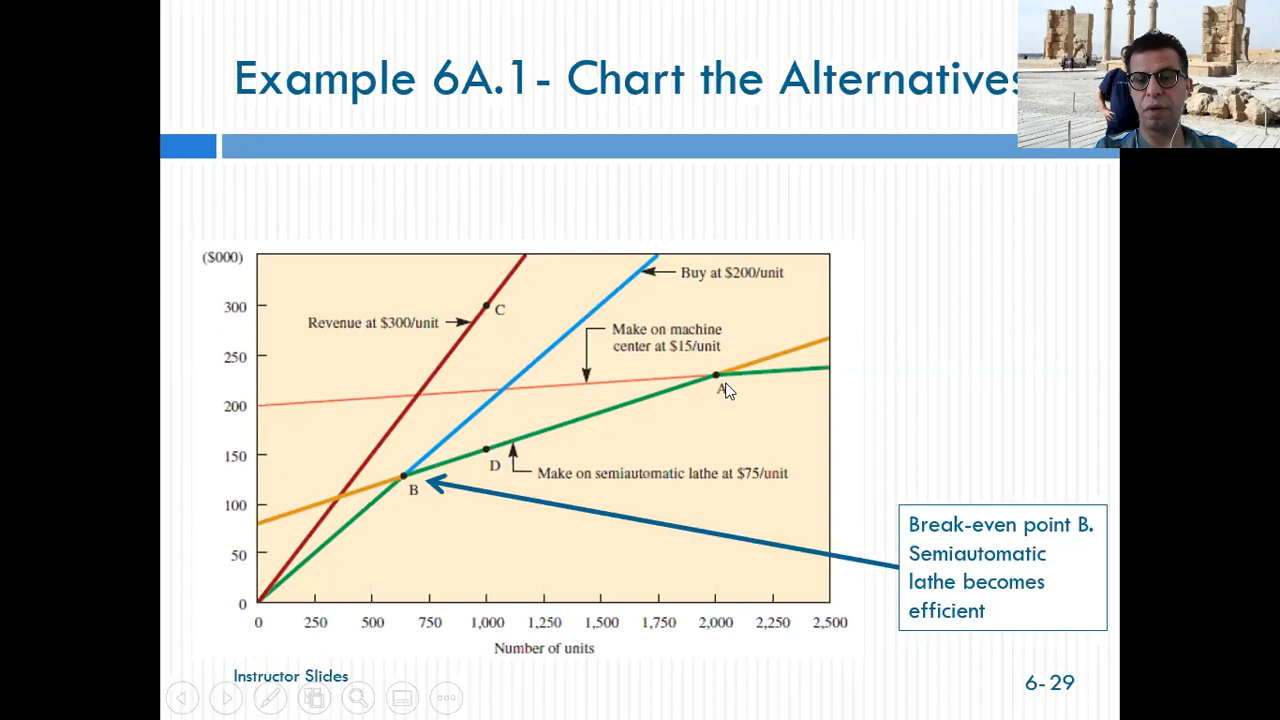 Example 6A.1- Chart the Alternatives
($000)
300
250
200
150
100
50
0
Revenue at $300/unit
C
Buy at $200/unit
Make on machine
center at $15/unit
A
B
D
Make on semiautomatic lathe at $75/unit
0 250 500 750 1,000 1,250 1,500 1,750 2,000 2,250 2,500
Number of units
Break-even point B.
Semiautomatic
lathe becomes
efficient
Instructor Slides
6-29